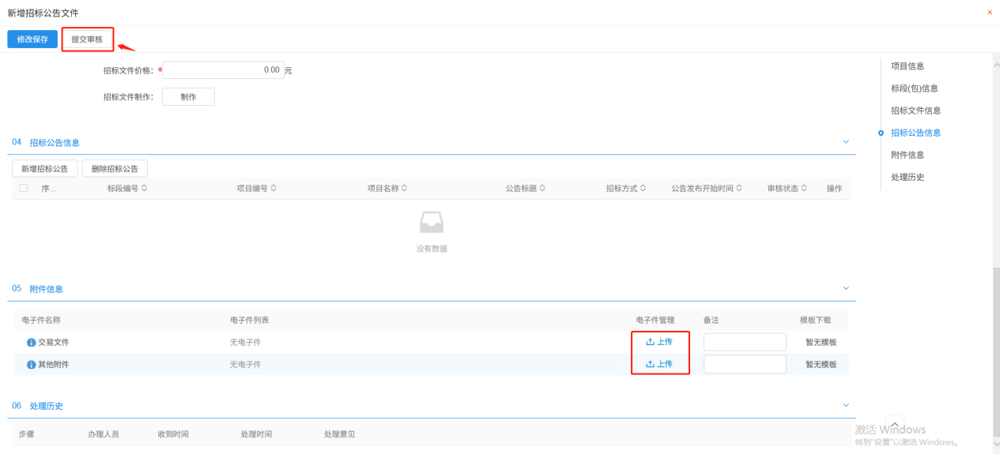 新增招标公告文件
×
修改保存 提交审核
招标文件价格：*0.00 元
招标文件制作： 制作
项目信息
标段(包)信息
招标文件信息
招标公告信息
附件信息
处理历史
04 招标公告信息
新增招标公告 删除招标公告
序... 标段编号 项目编号 项目名称 公告标题 招标方式 公告发布开始时间 审核状态 操作
没有数据
05 附件信息
电子件名称 电子件列表 电子件管理 备注 模板下载
交易文件 无电子件 上传 暂无模板
其他附件 无电子件 上传 暂无模板
06 处理历史
步骤 办理人员 收到时间 处理时间 处理意见
激活 Windows
转到"设置"以激活 Windows。